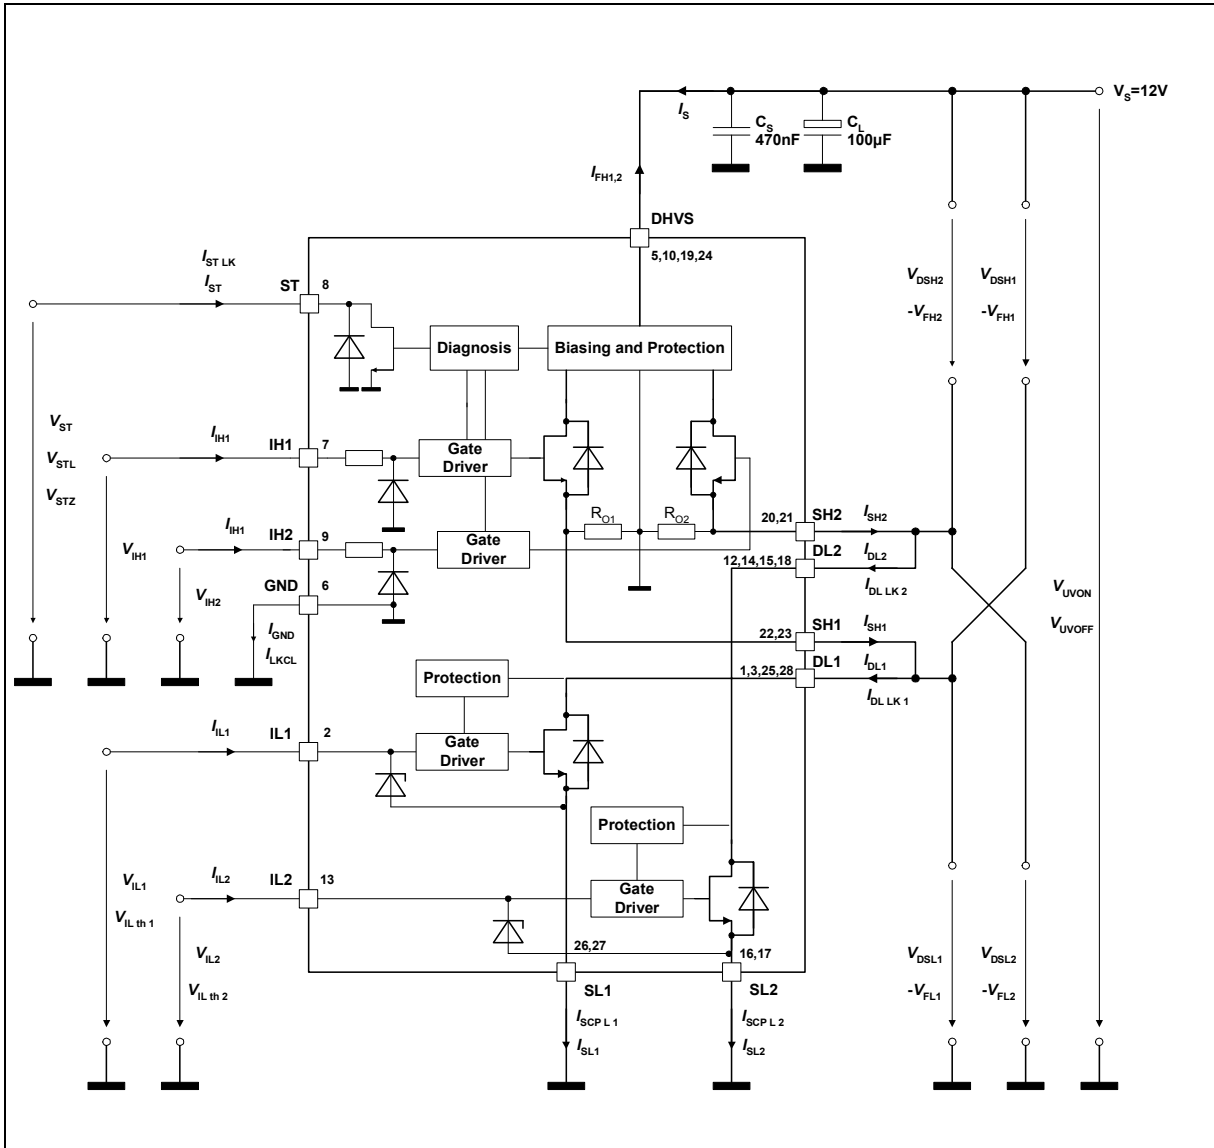 V_S=12V
I_S
C_S
470nF
C_L
100µF
I_FH1,2
DHVS
5,10,19,24
I_ST LK
I_ST
ST
8
V_DSH2
V_DSH1
-V_FH2
-V_FH1
Diagnosis
Biasing and Protection
V_ST
V_STL
V_STZ
I_IH1
IH1
7
Gate
Driver
R_O1
R_O2
20,21
SH2
I_SH2
I_IH1
IH2
9
Gate
Driver
DL2
I_DL2
12,14,15,18
I_DL LK 2
V_IH1
V_IH2
GND
6
I_GND
I_LKCL
V_UVON
V_UVOFF
22,23
SH1
I_SH1
DL1
I_DL1
1,3,25,28
I_DL LK 1
Protection
I_IL1
IL1
2
Gate
Driver
Protection
V_IL1
V_IL th 1
I_IL2
IL2
13
Gate
Driver
V_IL2
V_IL th 2
26,27
16,17
V_DSL1
V_DSL2
-V_FL1
-V_FL2
SL1
SL2
I_SCP L 1
I_SCP L 2
I_SL1
I_SL2